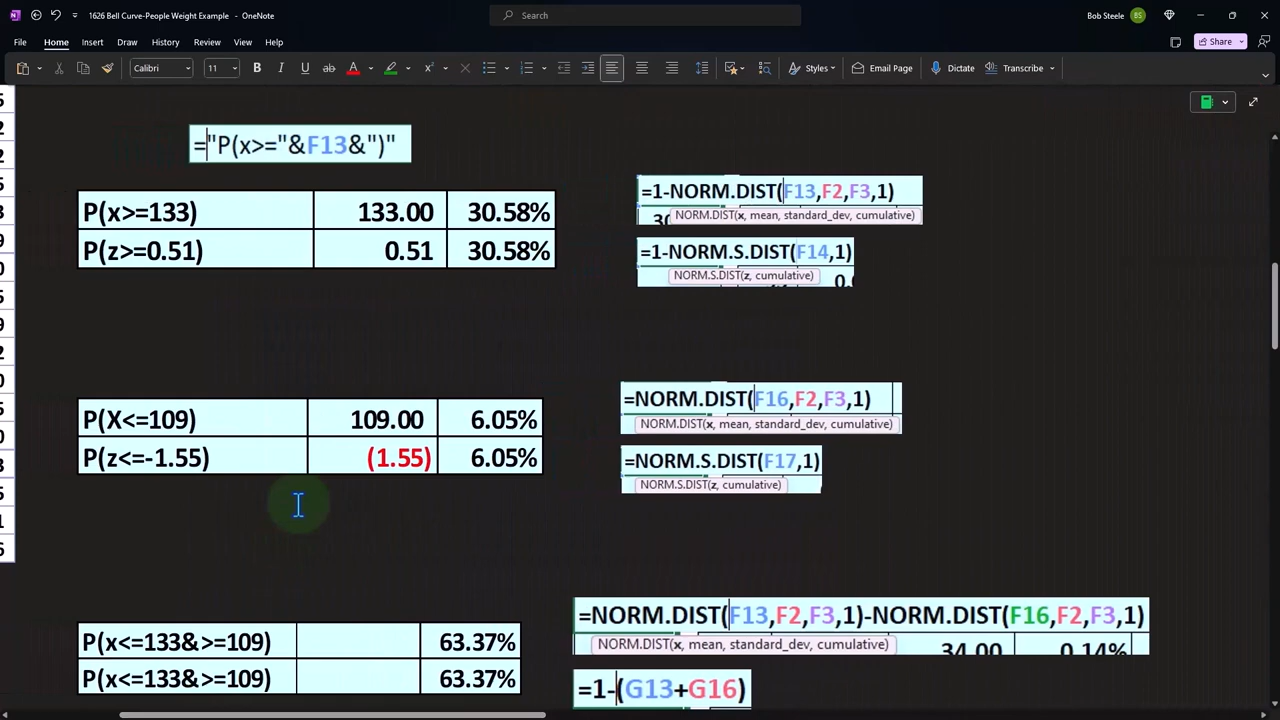 1626 Bell Curve-People Weight Example - OneNote
Search
Bob Steele
BS
File Home Insert Draw History Review View Help
Share
Calibri 11 B I U ab A Styles Email Page Dictate Transcribe
="P(x>="&F13&")"
P(x>=133) 133.00 30.58%
P(z>=0.51) 0.51 30.58%
=1-NORM.DIST(F13,F2,F3,1)
NORM.DIST(x, mean, standard_dev, cumulative)
=1-NORM.S.DIST(F14,1)
NORM.S.DIST(z, cumulative)
P(X<=109) 109.00 6.05%
P(z<=-1.55) (1.55) 6.05%
=NORM.DIST(F16,F2,F3,1)
NORM.DIST(x, mean, standard_dev, cumulative)
=NORM.S.DIST(F17,1)
NORM.S.DIST(z, cumulative)
P(x<=133&>=109) 63.37%
P(x<=133&>=109) 63.37%
=NORM.DIST(F13,F2,F3,1)-NORM.DIST(F16,F2,F3,1)
NORM.DIST(x, mean, standard_dev, cumulative)
34.00 0.14%
=1-(G13+G16)